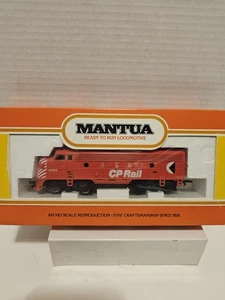 MANTUA
READY TO RUN LOCOMOTIVE
CP Rail
AN HO SCALE REPRODUCTION • FINE CRAFTSMANSHIP SINCE 1926